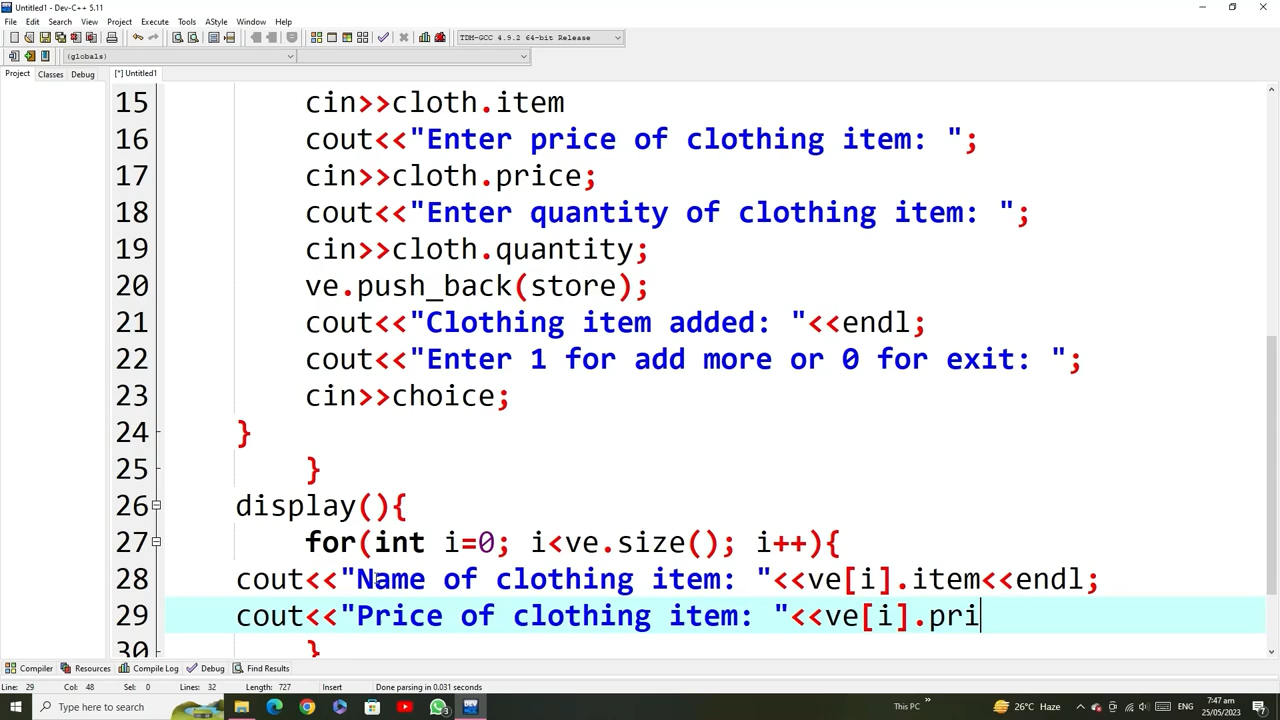 Untitled1 - Dev-C++ 5.11
File Edit Search View Project Execute Tools AStyle Window Help
TDM-GCC 4.9.2 64-bit Release
(globals)
Project Classes Debug [*] Untitled1
15 cin>>cloth.item
16 cout<<"Enter price of clothing item: ";
17 cin>>cloth.price;
18 cout<<"Enter quantity of clothing item: ";
19 cin>>cloth.quantity;
20 ve.push_back(store);
21 cout<<"Clothing item added: "<<endl;
22 cout<<"Enter 1 for add more or 0 for exit: ";
23 cin>>choice;
24 }
25 }
26 display(){
27 for(int i=0; i<ve.size(); i++){
28 cout<<"Name of clothing item: "<<ve[i].item<<endl;
29 cout<<"Price of clothing item: "<<ve[i].pri
30 }
Compiler Resources Compile Log Debug Find Results
Line: 29 Col: 48 Sel: 0 Lines: 32 Length: 727 Insert Done parsing in 0.031 seconds
Type here to search This PC » 26°C Haze ENG 7:47 am
25/05/2023